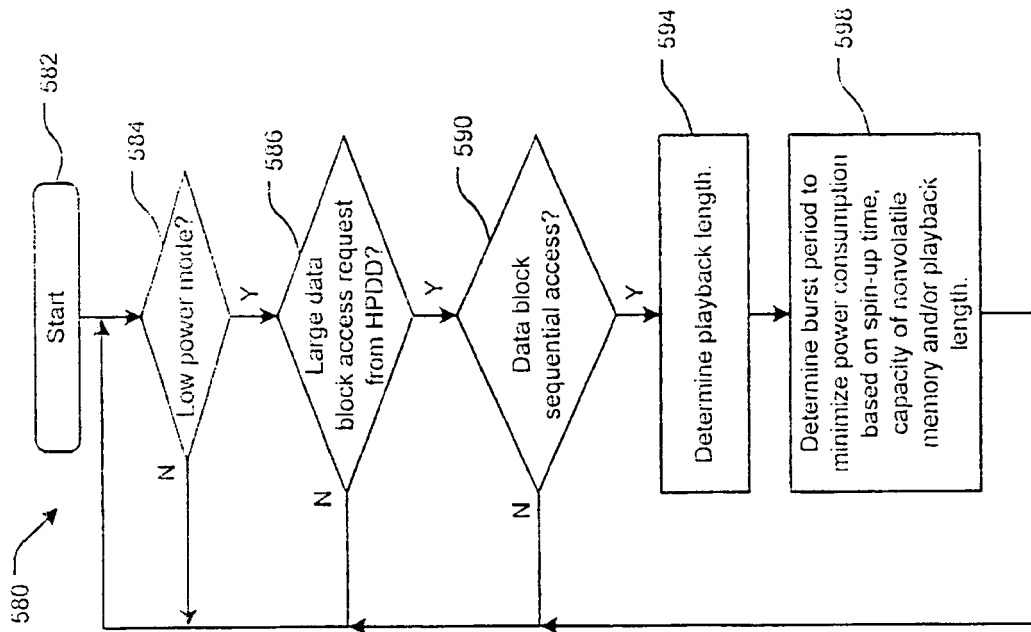 580
Start
582
Low power mode?
584
N
Y
Large data
block access request
from HPDD?
586
N
Y
Data block
sequential access?
590
N
Y
Determine playback length.
594
Determine burst period to
minimize power consumption
based on spin-up time,
capacity of nonvolatile
memory and/or playback
length.
598